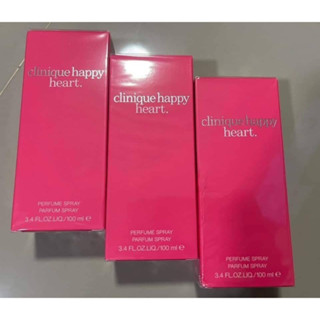 clinique happy
heart.
PERFUME SPRAY
PARFUM SPRAY
3.4 FL.OZ.LIQ./100 ml ℮
clinique happy
heart.
PERFUME SPRAY
PARFUM SPRAY
3.4 FL.OZ.LIQ./100 ml ℮
clinique happy
heart.
PERFUME SPRAY
PARFUM SPRAY
3.4 FL.OZ.LIQ./100 ml ℮